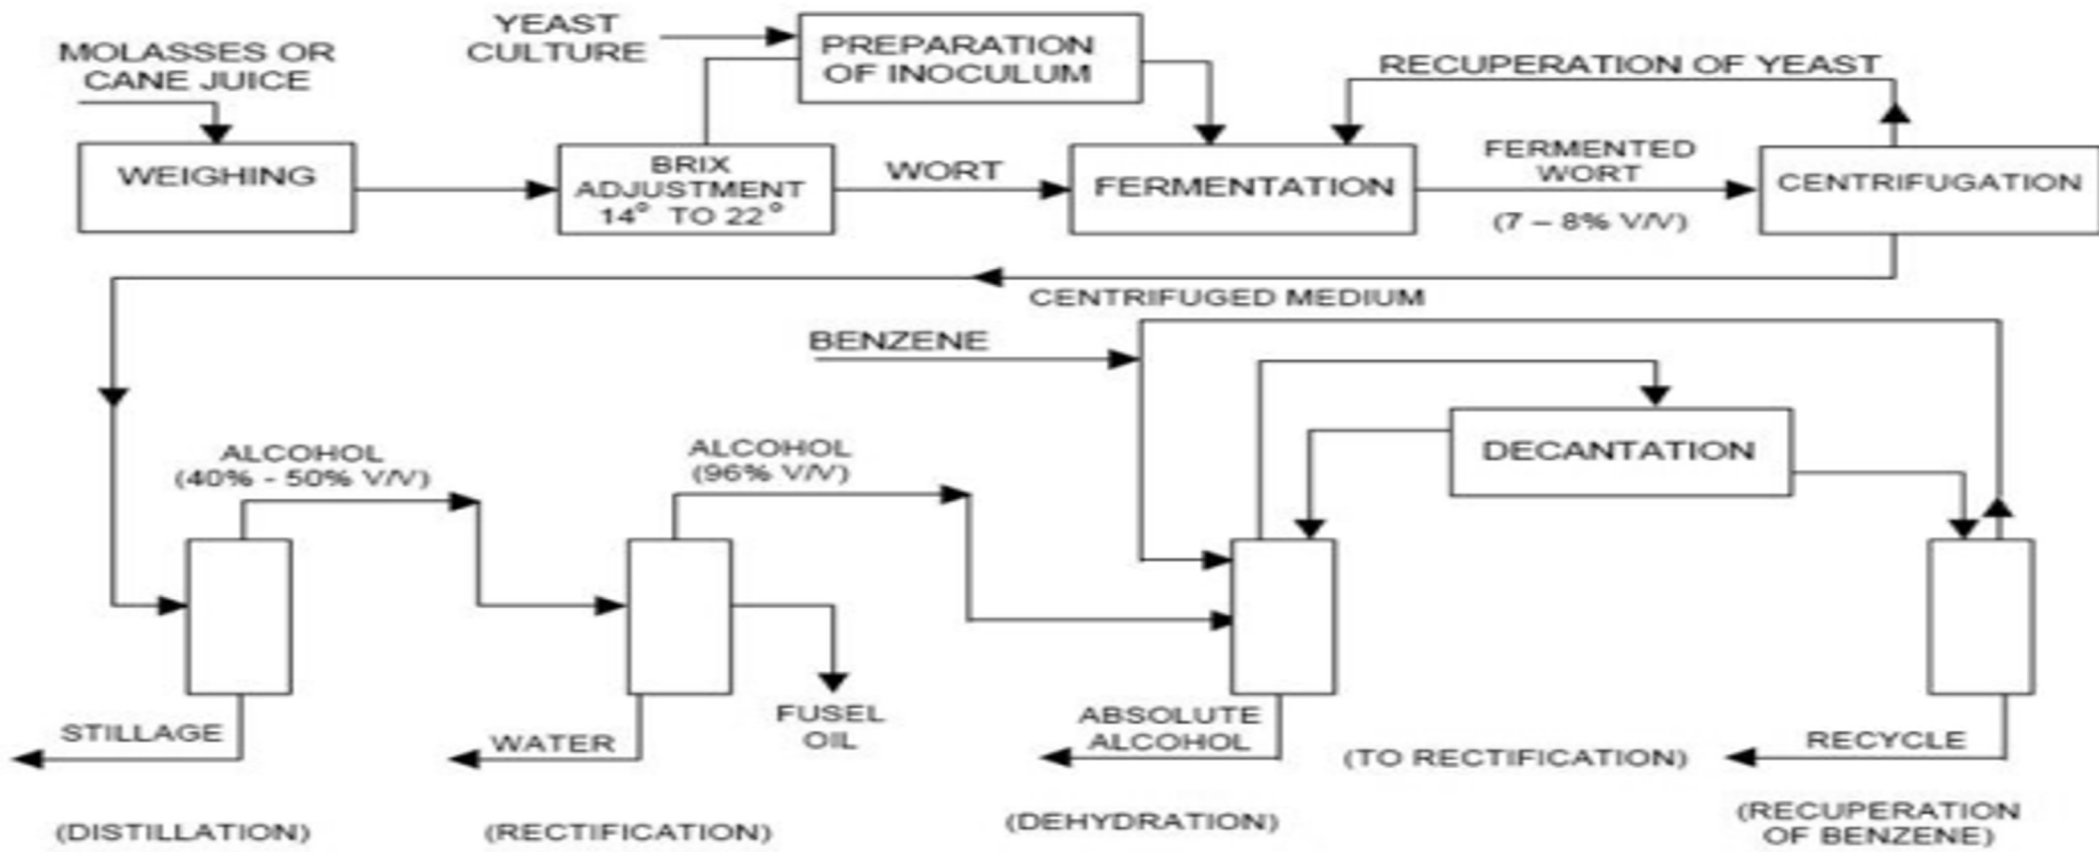 MOLASSES OR
CANE JUICE
YEAST
CULTURE
PREPARATION
OF INOCULUM
RECUPERATION OF YEAST
WEIGHING
BRIX
ADJUSTMENT
14° TO 22°
WORT
FERMENTATION
FERMENTED
WORT
(7 – 8% V/V)
CENTRIFUGATION
CENTRIFUGED MEDIUM
BENZENE
DECANTATION
ALCOHOL
(40% - 50% V/V)
ALCOHOL
(96% V/V)
STILLAGE
WATER
FUSEL
OIL
ABSOLUTE
ALCOHOL
(TO RECTIFICATION)
RECYCLE
(DISTILLATION)
(RECTIFICATION)
(DEHYDRATION)
(RECUPERATION
OF BENZENE)